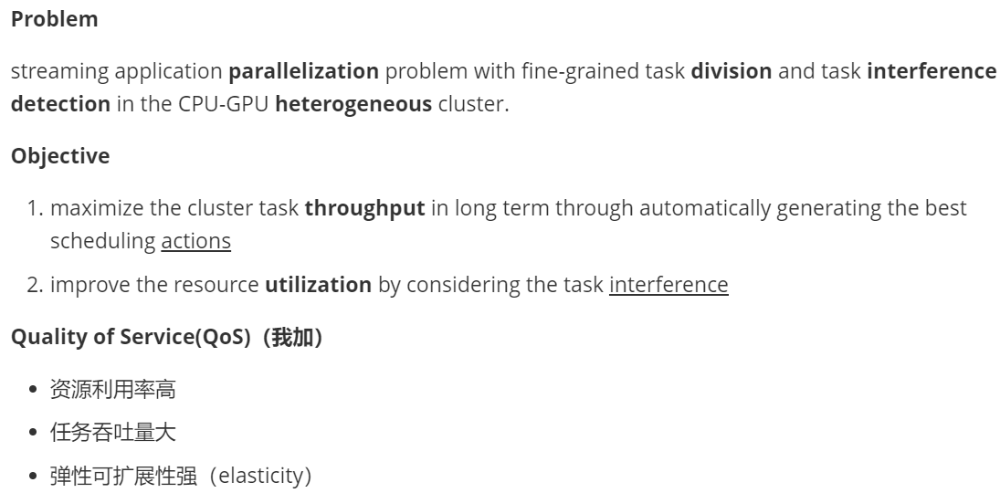 Problem
streaming application parallelization problem with fine-grained task division and task interference
detection in the CPU-GPU heterogeneous cluster.
Objective
1. maximize the cluster task throughput in long term through automatically generating the best
scheduling actions
2. improve the resource utilization by considering the task interference
Quality of Service(QoS)（我加）
• 资源利用率高
• 任务吞吐量大
• 弹性可扩展性强（elasticity）